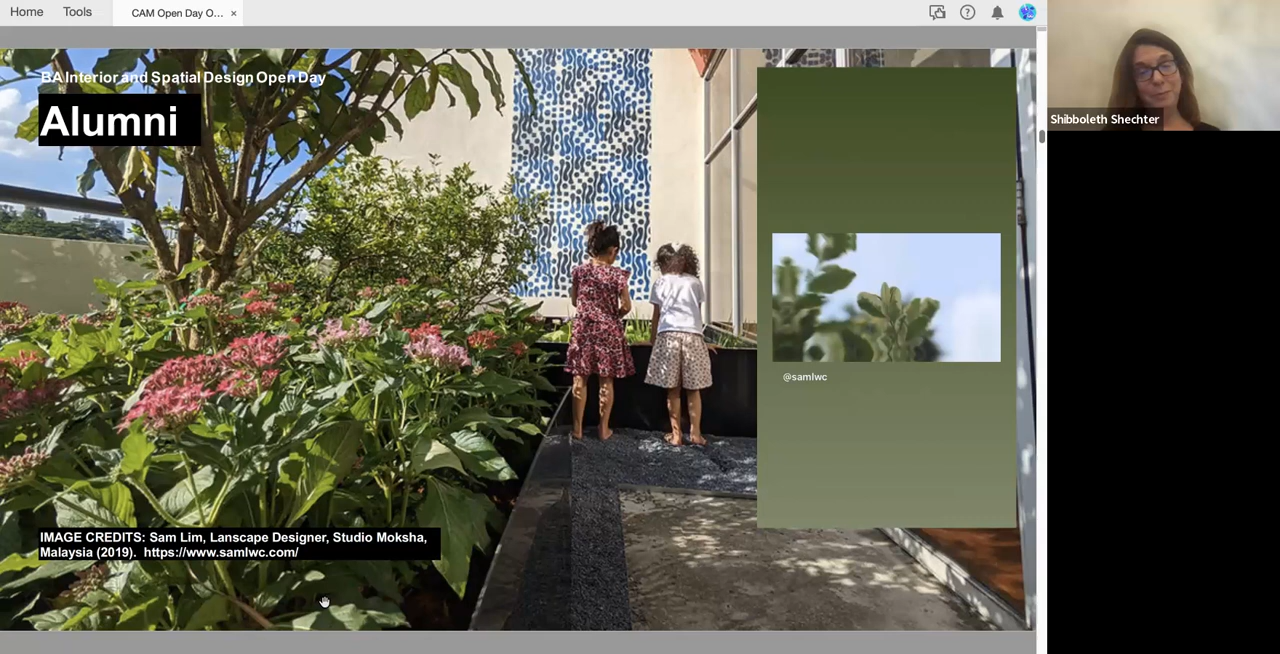 Home
Tools
CAM Open Day O... ×
BA Interior and Spatial Design Open Day
Alumni
@samlwc
IMAGE CREDITS: Sam Lim, Lanscape Designer, Studio Moksha,
Malaysia (2019).  https://www.samlwc.com/
Shibboleth Shechter